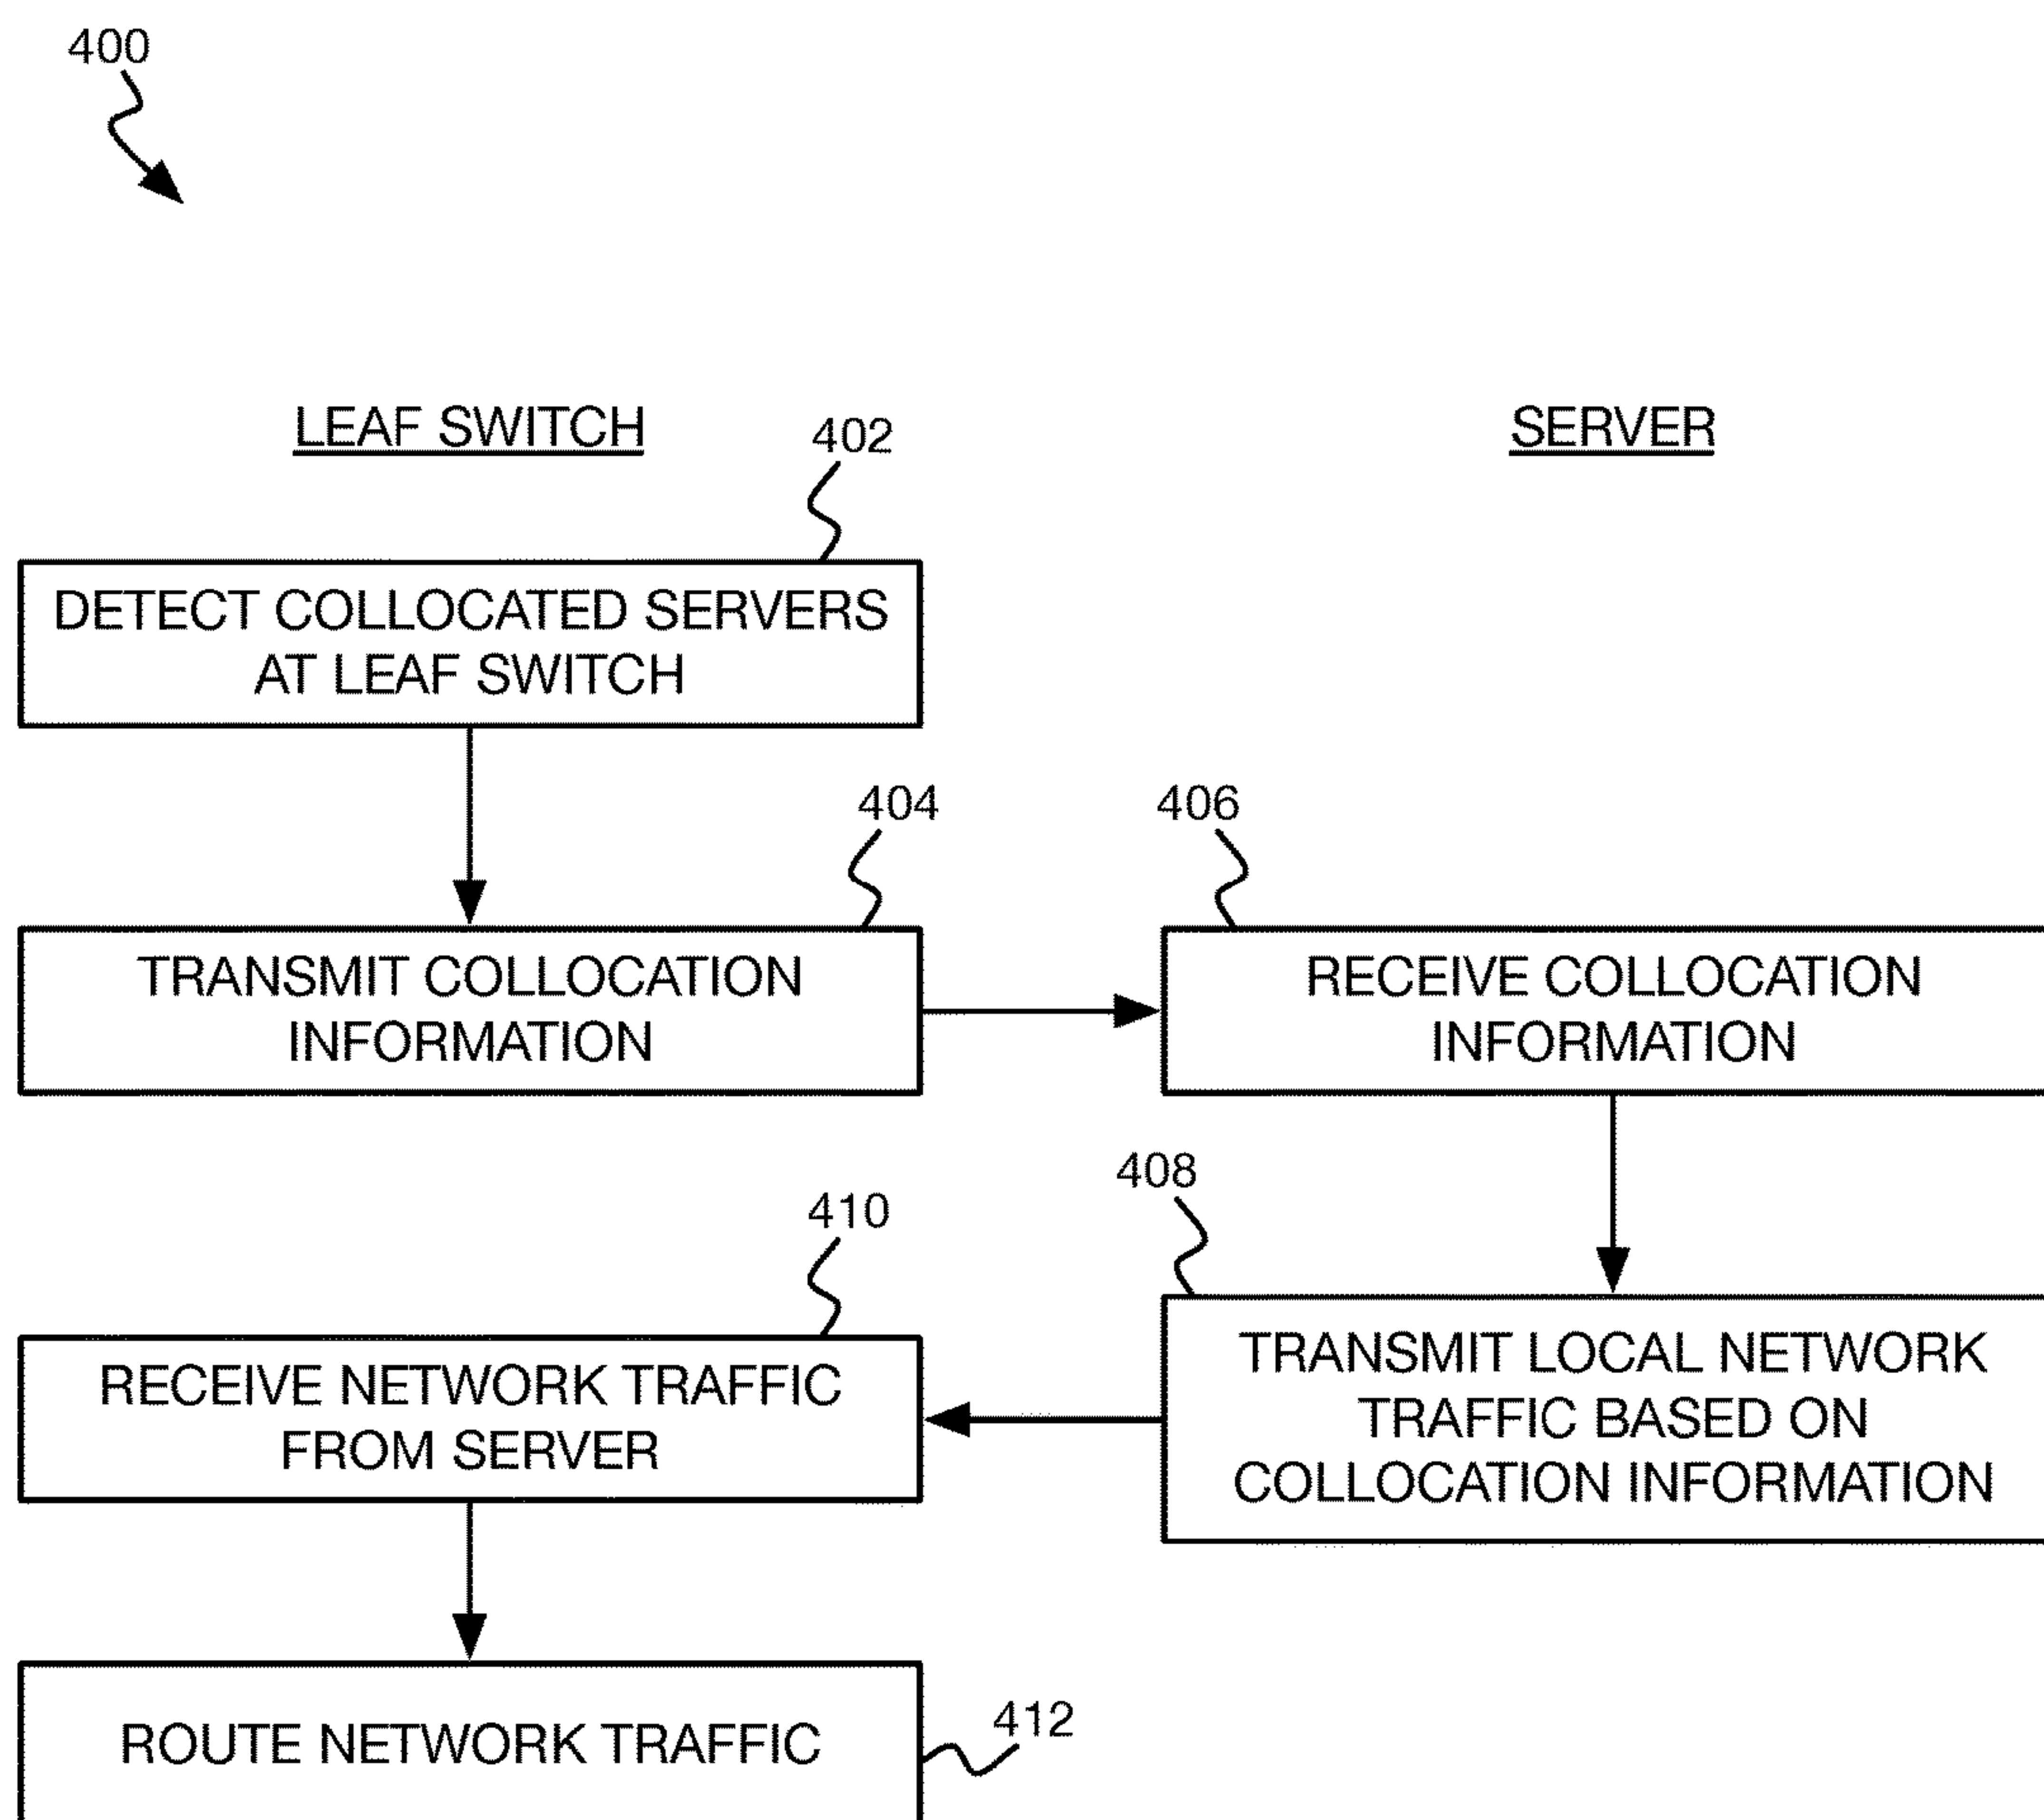 400
LEAF SWITCH
SERVER
402
DETECT COLLOCATED SERVERS
AT LEAF SWITCH
404
406
TRANSMIT COLLOCATION
INFORMATION
RECEIVE COLLOCATION
INFORMATION
408
410
TRANSMIT LOCAL NETWORK
TRAFFIC BASED ON
COLLOCATION INFORMATION
RECEIVE NETWORK TRAFFIC
FROM SERVER
ROUTE NETWORK TRAFFIC
412